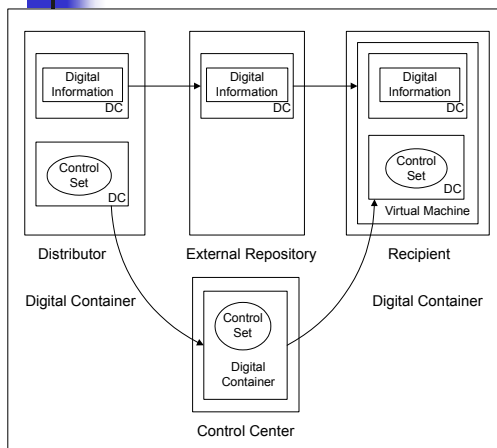 Digital
Information
DC
Control
Set
DC
Distributor
Digital
Information
DC
External Repository
Digital
Information
DC
Control
Set
DC
Virtual Machine
Recipient
Digital Container
Digital Container
Control
Set
Digital
Container
Control Center